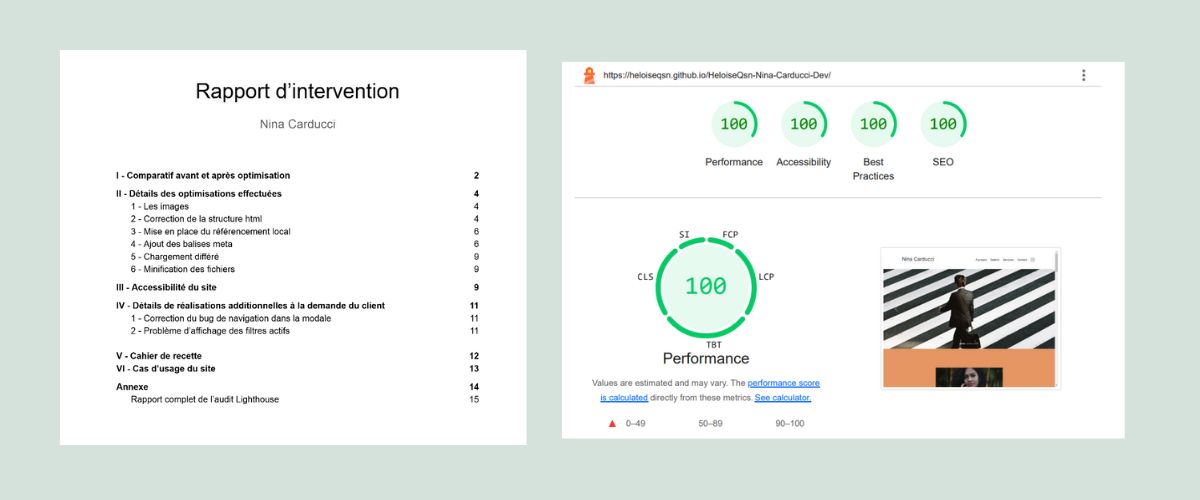 Rapport d'intervention
Nina Carducci
I - Comparatif avant et après optimisation 2
II - Détails des optimisations effectuées 4
1 - Les images 4
2 - Correction de la structure html 4
3 - Mise en place du référencement local 6
4 - Ajout des balises meta 6
5 - Chargement différé 9
6 - Minification des fichiers 9
III - Accessibilité du site 9
IV - Détails de réalisations additionnelles à la demande du client 11
1 - Correction du bug de navigation dans la modale 11
2 - Problème d'affichage des filtres actifs 11
V - Cahier de recette 12
VI - Cas d'usage du site 13
Annexe 14
Rapport complet de l'audit Lighthouse 15
https://heloiseqsn.github.io/HeloiseQsn-Nina-Carducci-Dev/
100 100 100 100
Performance Accessibility Best Practices SEO
SI FCP
CLS 100 LCP
TBT
Performance
Values are estimated and may vary. The performance score
is calculated directly from these metrics. See calculator.
0–49 50–89 90–100
Nina Carducci